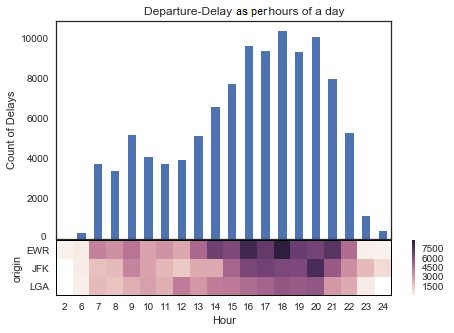 Departure-Delay as per hours of a day
10000
8000
6000
4000
2000
0
Count of Delays
EWR
JFK
LGA
origin
7500
6000
4500
3000
1500
2 6 7 8 9 10 11 12 13 14 15 16 17 18 19 20 21 22 23 24
Hour